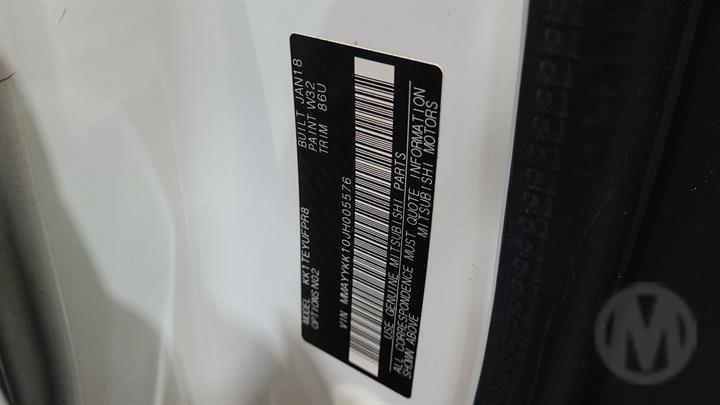 MODEL KK1TEYUFPR8 BUILT JAN18
OPTIONS N02 PAINT W32
TRIM 86U
VIN MMAYYKK10JH005576
USE GENUINE MITSUBISHI PARTS
ALL CORRESPONDENCE MUST QUOTE INFORMATION
SHOWN ABOVE MITSUBISHI MOTORS
M